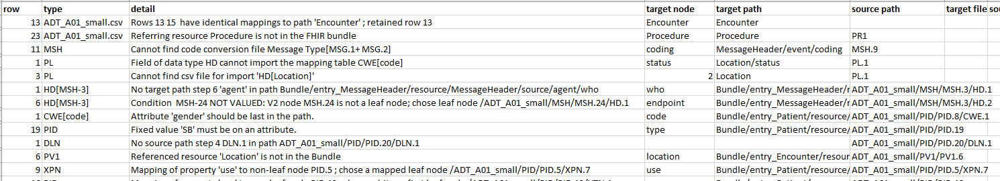 row type detail target node target path source path target file sou
13 ADT_A01_small.csv Rows 13 15 have identical mappings to path 'Encounter' ; retained row 13 Encounter Encounter
23 ADT_A01_small.csv Referring resource Procedure is not in the FHIR bundle Procedure Procedure PR1
11 MSH Cannot find code conversion file Message Type[MSG.1+ MSG.2] coding MessageHeader/event/coding MSH.9
1 PL Field of data type HD cannot import the mapping table CWE[code] status Location/status PL.1
3 PL Cannot find csv file for import 'HD[Location]' 2 Location PL.1
1 HD[MSH-3] No target path step 6 'agent' in path Bundle/entry_MessageHeader/resource/MessageHeader/source/agent/who who Bundle/entry_MessageHeader/r ADT_A01_small/MSH/MSH.3/HD.1
6 HD[MSH-3] Condition MSH-24 NOT VALUED: V2 node MSH.24 is not a leaf node; chose leaf node /ADT_A01_small/MSH/MSH.24/HD.1 endpoint Bundle/entry_MessageHeader/r ADT_A01_small/MSH/MSH.3/HD.2
1 CWE[code] Attribute 'gender' should be last in the path. code Bundle/entry_Patient/resource/ ADT_A01_small/PID/PID.8/CWE.1
19 PID Fixed value 'SB' must be on an attribute. type Bundle/entry_Patient/resource/ ADT_A01_small/PID/PID.19
1 DLN No source path step 4 DLN.1 in path ADT_A01_small/PID/PID.20/DLN.1 ADT_A01_small/PID/PID.20/DLN.1
6 PV1 Referenced resource 'Location' is not in the Bundle location Bundle/entry_Encounter/resour ADT_A01_small/PV1/PV1.6
9 XPN Mapping of property 'use' to non-leaf node PID.5 ; chose a mapped leaf node /ADT_A01_small/PID/PID.5/XPN.7 use Bundle/entry_Patient/resource/ ADT_A01_small/PID/PID.5/XPN.7